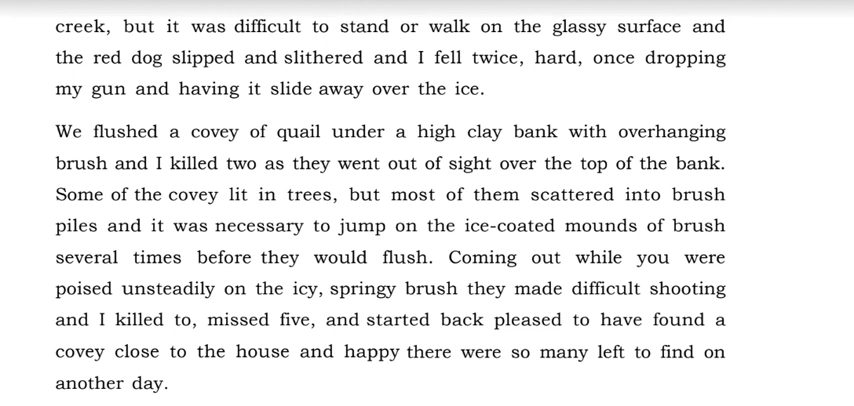 creek, but it was difficult to stand or walk on the glassy surface and
the red dog slipped and slithered and I fell twice, hard, once dropping
my gun and having it slide away over the ice.
We flushed a covey of quail under a high clay bank with overhanging
brush and I killed two as they went out of sight over the top of the bank.
Some of the covey lit in trees, but most of them scattered into brush
piles and it was necessary to jump on the ice-coated mounds of brush
several times before they would flush. Coming out while you were
poised unsteadily on the icy, springy brush they made difficult shooting
and I killed to, missed five, and started back pleased to have found a
covey close to the house and happy there were so many left to find on
another day.